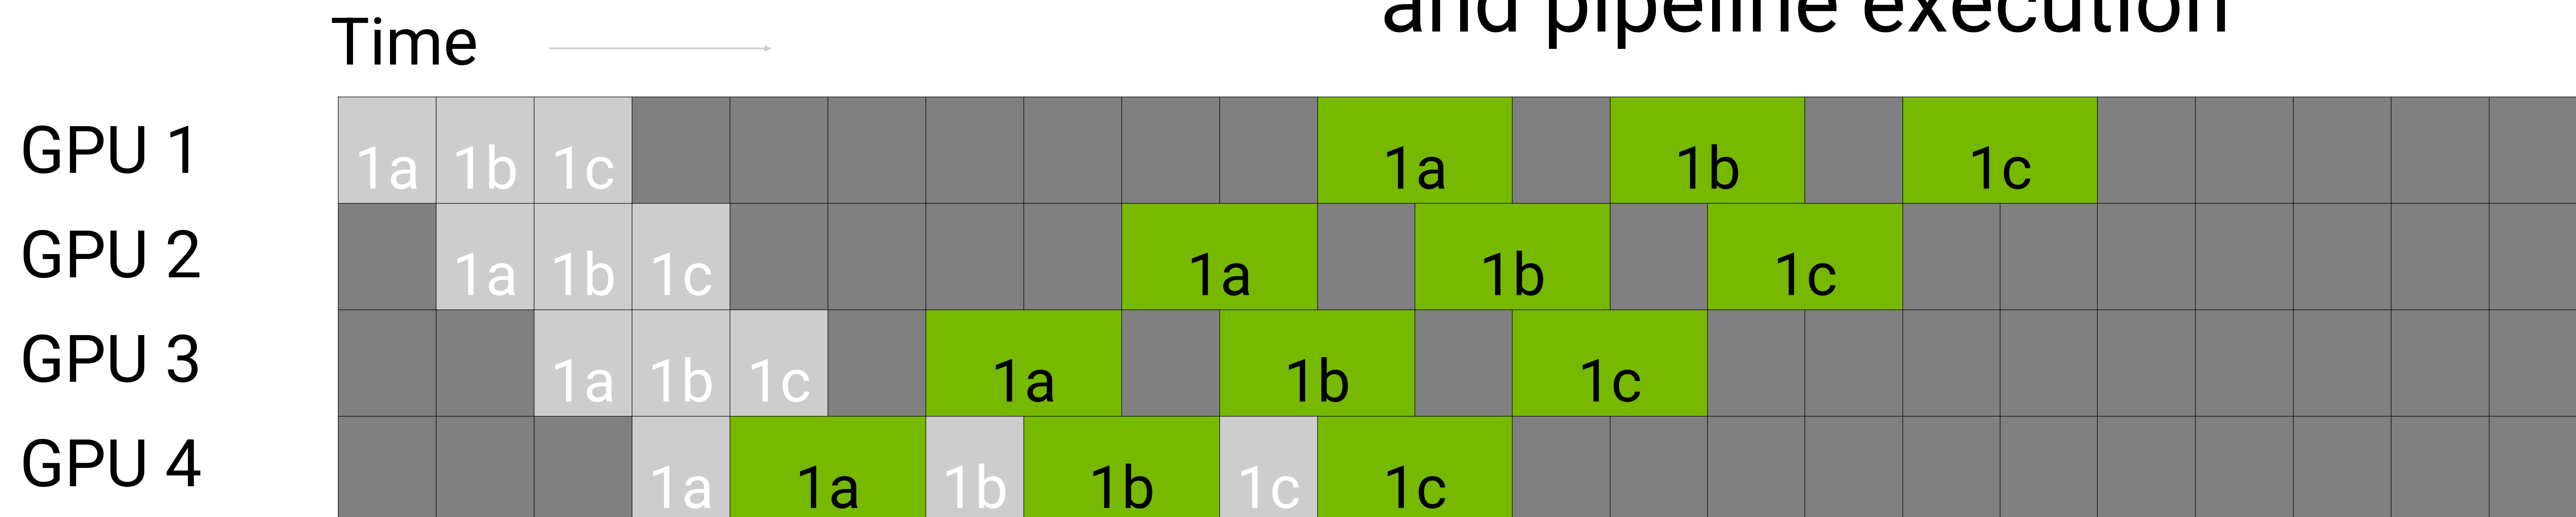 and pipeline execution
Time
GPU 1 1a 1b 1c 1a 1b 1c
GPU 2 1a 1b 1c 1a 1b 1c
GPU 3 1a 1b 1c 1a 1b 1c
GPU 4 1a 1a 1b 1b 1c 1c